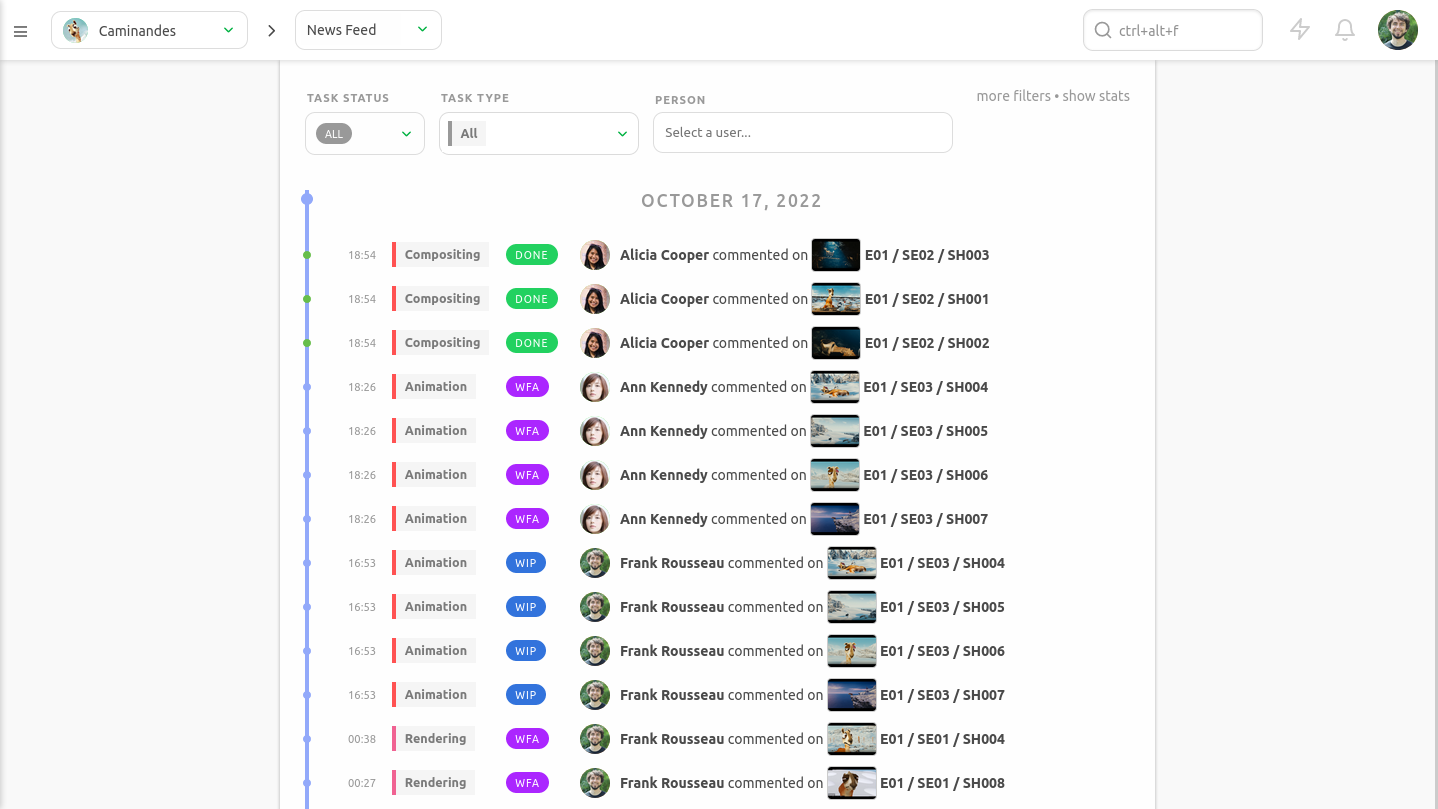 Caminandes News Feed ctrl+alt+f
TASK STATUS TASK TYPE PERSON more filters • show stats
ALL All Select a user...
OCTOBER 17, 2022
18:54 Compositing DONE Alicia Cooper commented on E01 / SE02 / SH003
18:54 Compositing DONE Alicia Cooper commented on E01 / SE02 / SH001
18:54 Compositing DONE Alicia Cooper commented on E01 / SE02 / SH002
18:26 Animation WFA Ann Kennedy commented on E01 / SE03 / SH004
18:26 Animation WFA Ann Kennedy commented on E01 / SE03 / SH005
18:26 Animation WFA Ann Kennedy commented on E01 / SE03 / SH006
18:26 Animation WFA Ann Kennedy commented on E01 / SE03 / SH007
16:53 Animation WIP Frank Rousseau commented on E01 / SE03 / SH004
16:53 Animation WIP Frank Rousseau commented on E01 / SE03 / SH005
16:53 Animation WIP Frank Rousseau commented on E01 / SE03 / SH006
16:53 Animation WIP Frank Rousseau commented on E01 / SE03 / SH007
00:38 Rendering WFA Frank Rousseau commented on E01 / SE01 / SH004
00:27 Rendering WFA Frank Rousseau commented on E01 / SE01 / SH008